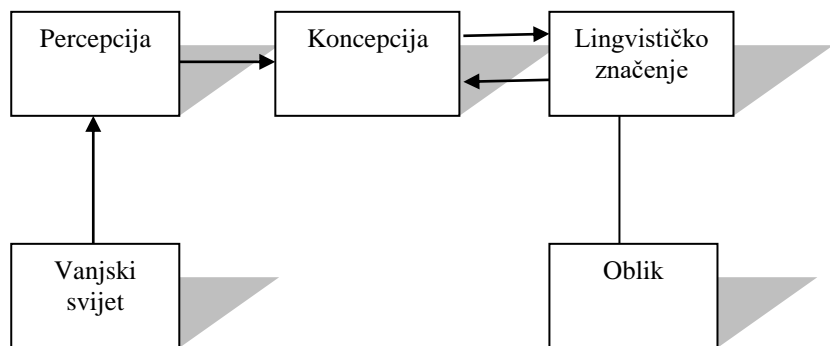 Percepcija
Koncepcija
Lingvističko
značenje
Vanjski
svijet
Oblik